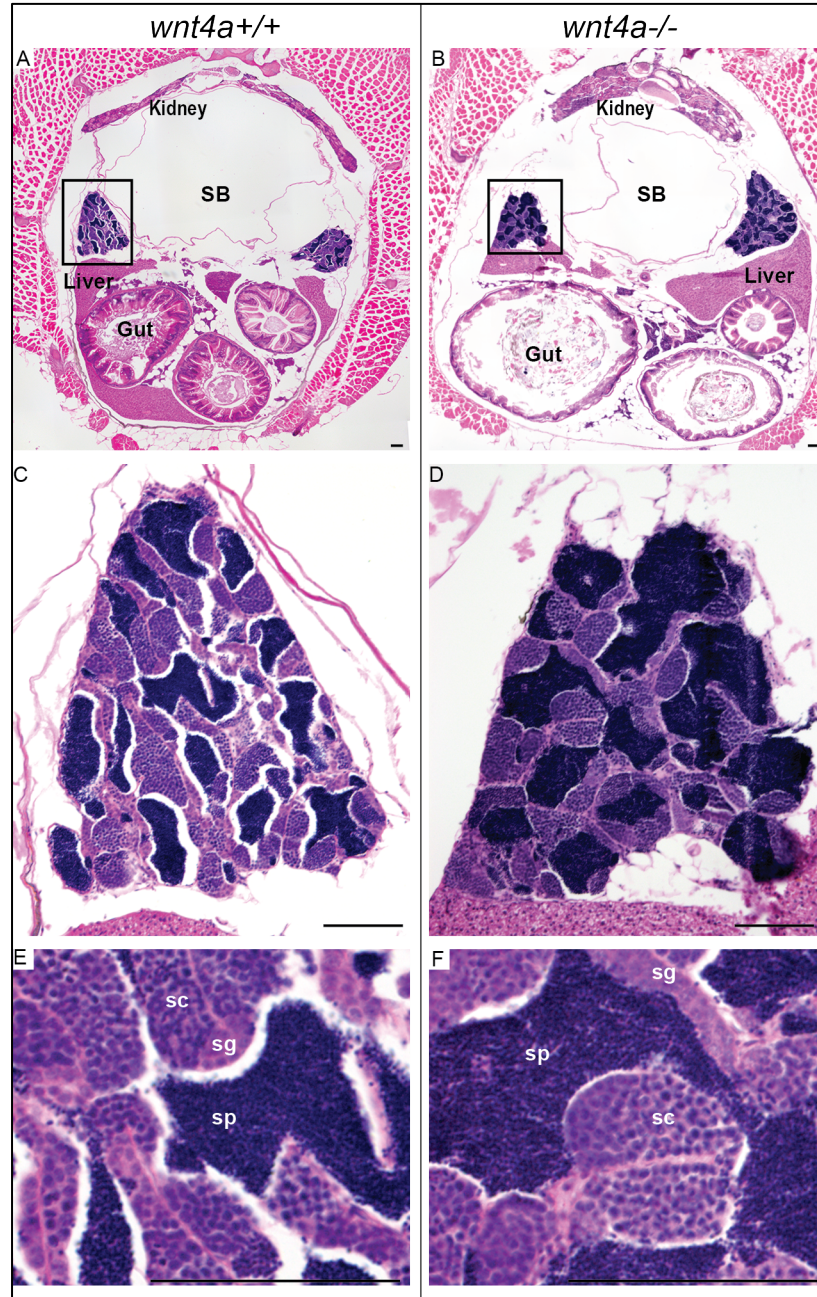 wnt4a+/+ wnt4a-/-
A B
Kidney Kidney
SB SB
Liver Liver
Gut Gut
C D
E F
sc sg
sg sp
sp sc